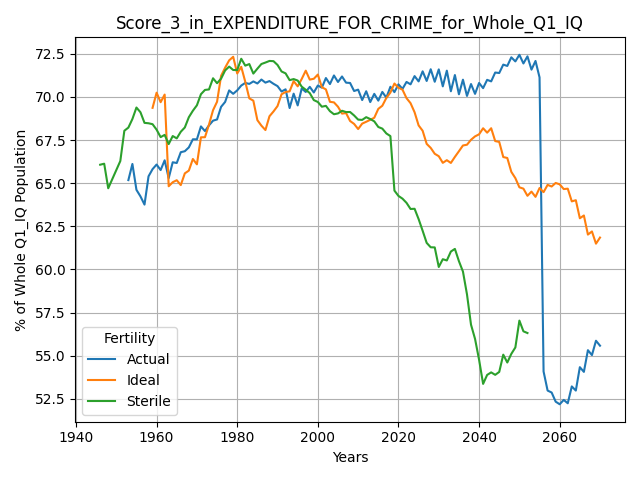 Score_3_in_EXPENDITURE_FOR_CRIME_for_Whole_Q1_IQ
% of Whole Q1_IQ Population
72.5
70.0
67.5
65.0
62.5
60.0
57.5
55.0
52.5
Fertility
Actual
Ideal
Sterile
1940
1960
1980
2000
2020
2040
2060
Years